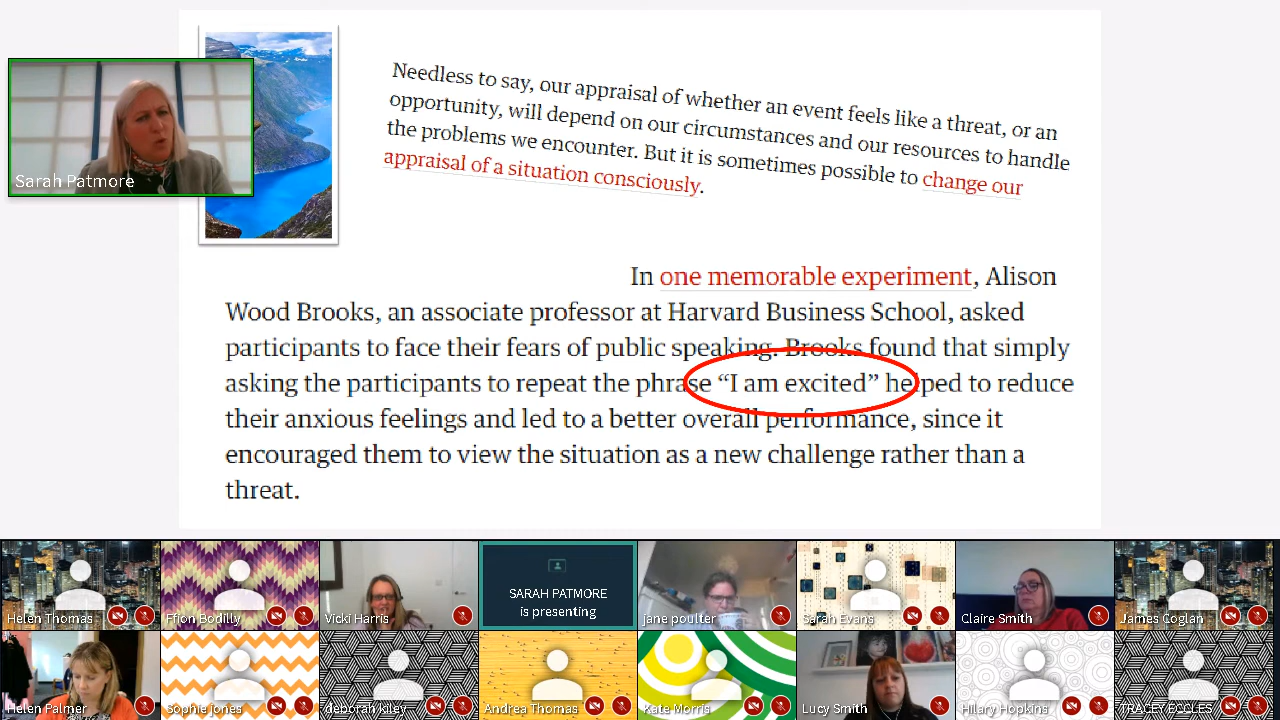 Needless to say, our appraisal of whether an event feels like a threat, or an
opportunity, will depend on our circumstances and our resources to handle
the problems we encounter. But it is sometimes possible to change our
appraisal of a situation consciously.
Sarah Patmore
In one memorable experiment, Alison
Wood Brooks, an associate professor at Harvard Business School, asked
participants to face their fears of public speaking. Brooks found that simply
asking the participants to repeat the phrase “I am excited” helped to reduce
their anxious feelings and led to a better overall performance, since it
encouraged them to view the situation as a new challenge rather than a
threat.
Helen Thomas
Ffion Bodilly
Vicki Harris
SARAH PATMORE
is presenting
jane poulter
Sarah Evans
Claire Smith
James Coglan
Helen Palmer
Sophie jones
deborah kiley
Andrea Thomas
Kate Morris
Lucy Smith
Hilary Hopkins
TRACEY ECCLES